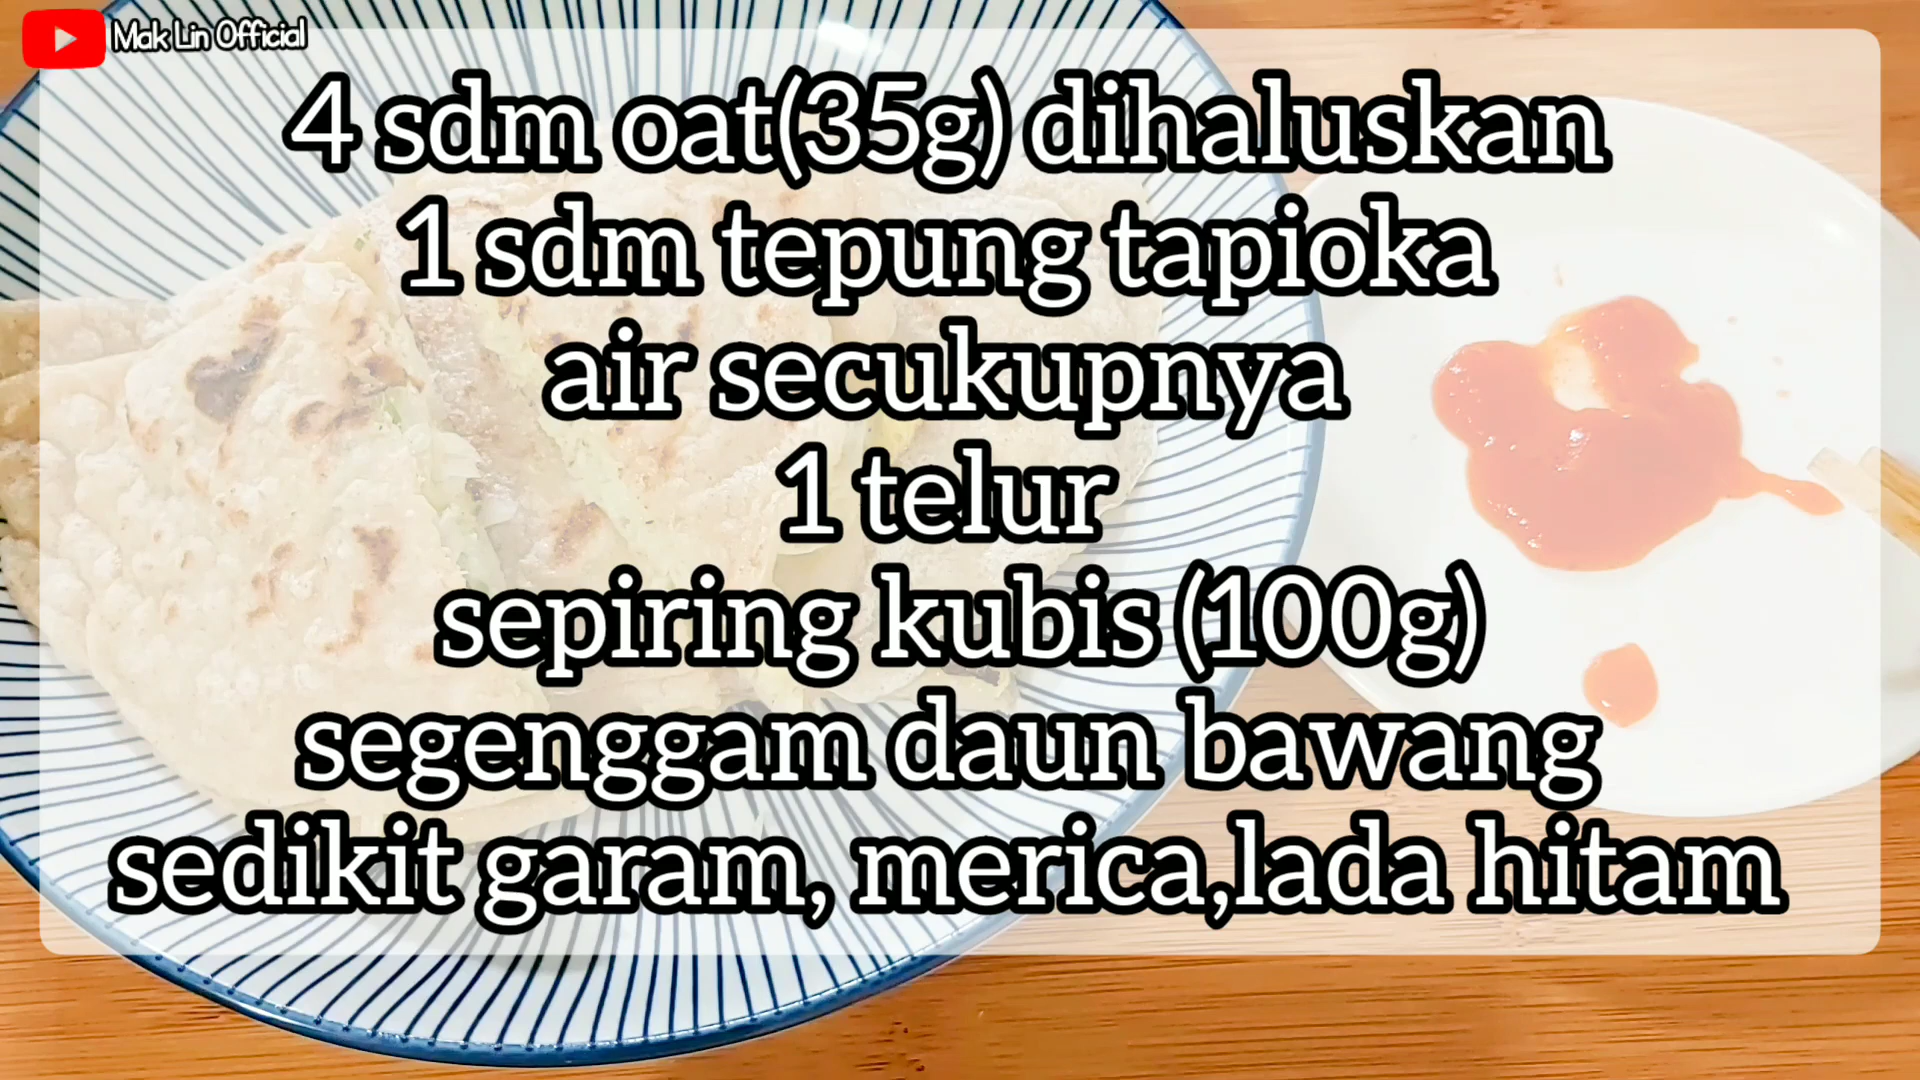 Mak Lin Official
4 sdm oat(35g) dihaluskan
1 sdm tepung tapioka
air secukupnya
1 telur
sepiring kubis (100g)
segenggam daun bawang
sedikit garam, merica,lada hitam